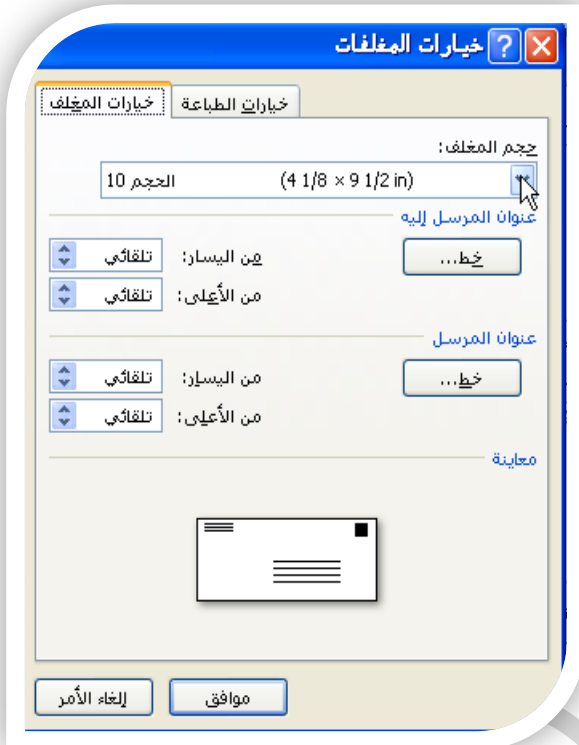 خيارات المغلفات
خيارات المغلف
خيارات الطباعة
حجم المغلف:
الحجم 10 (4 1/8 × 9 1/2 in)
عنوان المرسل إليه
خط...
من اليسار: تلقائي
من الأعلى: تلقائي
عنوان المرسل
خط...
من اليسار: تلقائي
من الأعلى: تلقائي
معاينة
موافق
إلغاء الأمر